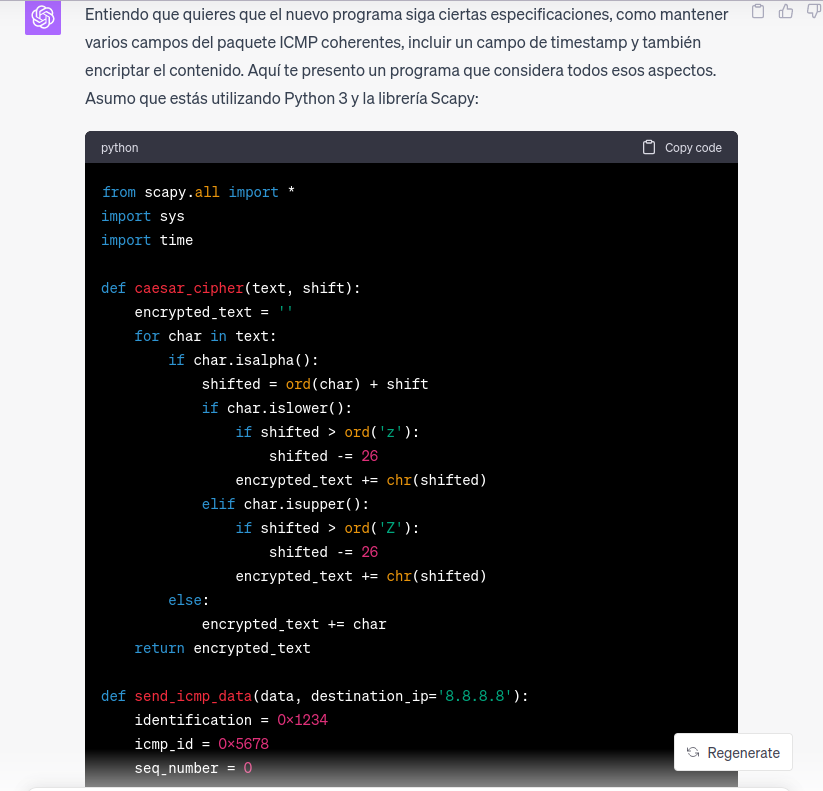 Entiendo que quieres que el nuevo programa siga ciertas especificaciones, como mantener
varios campos del paquete ICMP coherentes, incluir un campo de timestamp y también
encriptar el contenido. Aquí te presento un programa que considera todos esos aspectos.
Asumo que estás utilizando Python 3 y la librería Scapy:
python Copy code
from scapy.all import *
import sys
import time
def caesar_cipher(text, shift):
    encrypted_text = ''
    for char in text:
        if char.isalpha():
            shifted = ord(char) + shift
            if char.islower():
                if shifted > ord('z'):
                    shifted -= 26
                encrypted_text += chr(shifted)
            elif char.isupper():
                if shifted > ord('Z'):
                    shifted -= 26
                encrypted_text += chr(shifted)
        else:
            encrypted_text += char
    return encrypted_text
def send_icmp_data(data, destination_ip='8.8.8.8'):
    identification = 0x1234
    icmp_id = 0x5678
    seq_number = 0
Regenerate